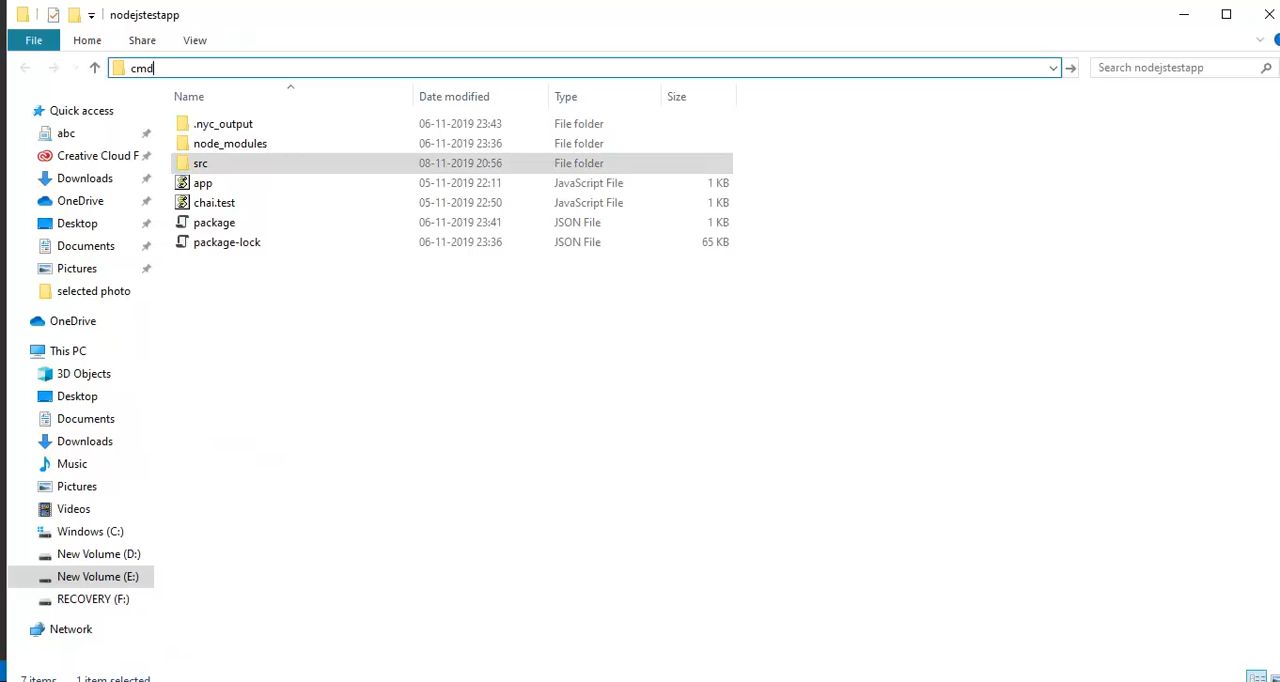 nodejstestapp
File Home Share View
cmd
Search nodejstestapp
Name Date modified Type Size
Quick access
abc
Creative Cloud F
Downloads
OneDrive
Desktop
Documents
Pictures
selected photo
OneDrive
This PC
3D Objects
Desktop
Documents
Downloads
Music
Pictures
Videos
Windows (C:)
New Volume (D:)
New Volume (E:)
RECOVERY (F:)
Network
.nyc_output 06-11-2019 23:43 File folder
node_modules 06-11-2019 23:36 File folder
src 08-11-2019 20:56 File folder
app 05-11-2019 22:11 JavaScript File 1 KB
chai.test 05-11-2019 22:50 JavaScript File 1 KB
package 06-11-2019 23:41 JSON File 1 KB
package-lock 06-11-2019 23:36 JSON File 65 KB
7 items 1 item selected